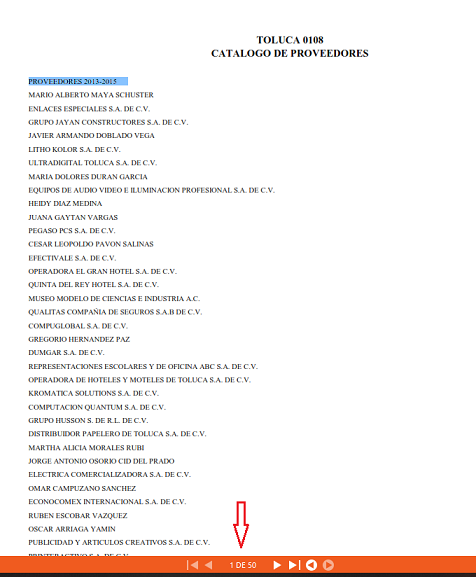 TOLUCA 0108
CATALOGO DE PROVEEDORES
PROVEEDORES 2013-2015
MARIO ALBERTO MAYA SCHUSTER
ENLACES ESPECIALES S.A. DE C.V.
GRUPO JAYAN CONSTRUCTORES S.A. DE C.V.
JAVIER ARMANDO DOBLADO VEGA
LITHO KOLOR S.A. DE C.V.
ULTRADIGITAL TOLUCA S.A. DE C.V.
MARIA DOLORES DURAN GARCIA
EQUIPOS DE AUDIO VIDEO E ILUMINACION PROFESIONAL S.A. DE C.V.
HEIDY DIAZ MEDINA
JUANA GAYTAN VARGAS
PEGASO PCS S.A. DE C.V.
CESAR LEOPOLDO PAVON SALINAS
EFECTIVALE S.A. DE C.V.
OPERADORA EL GRAN HOTEL S.A. DE C.V.
QUINTA DEL REY HOTEL S.A. DE C.V.
MUSEO MODELO DE CIENCIAS E INDUSTRIA A.C.
QUALITAS COMPAÑIA DE SEGUROS S.A.B DE C.V.
COMPUGLOBAL S.A. DE C.V.
GREGORIO HERNANDEZ PAZ
DUMGAR S.A. DE C.V.
REPRESENTACIONES ESCOLARES Y DE OFICINA ABC S.A. DE C.V.
OPERADORA DE HOTELES Y MOTELES DE TOLUCA S.A. DE C.V.
KROMATICA SOLUTIONS S.A. DE C.V.
COMPUTACION QUANTUM S.A. DE C.V.
GRUPO HUSSON S. DE R.L. DE C.V.
DISTRIBUIDOR PAPELERO DE TOLUCA S.A. DE C.V.
MARTHA ALICIA MORALES RUBI
JORGE ANTONIO OSORIO CID DEL PRADO
ELECTRICA COMERCIALIZADORA S.A. DE C.V.
OMAR CAMPUZANO SANCHEZ
ECONOCOMEX INTERNACIONAL S.A. DE C.V.
RUBEN ESCOBAR VAZQUEZ
OSCAR ARRIAGA YAMIN
PUBLICIDAD Y ARTICULOS CREATIVOS S.A. DE C.V.
1 DE 50